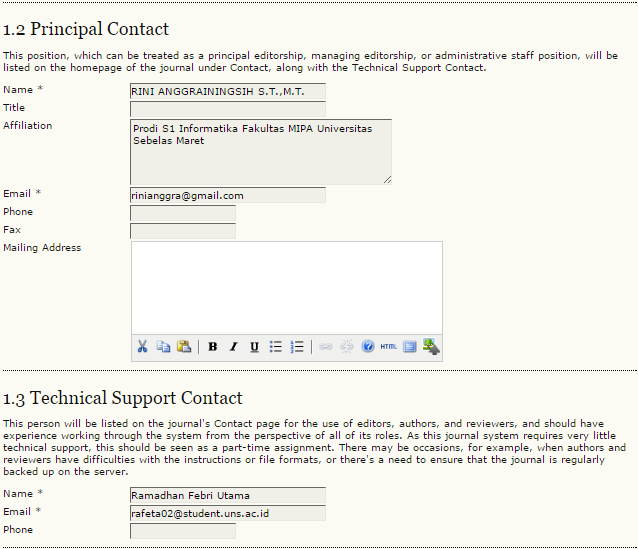 1.2 Principal Contact
This position, which can be treated as a principal editorship, managing editorship, or administrative staff position, will be
listed on the homepage of the journal under Contact, along with the Technical Support Contact.
Name * RINI ANGGRAININGSIH S.T.,M.T.
Title
Affiliation Prodi S1 Informatika Fakultas MIPA Universitas
Sebelas Maret
Email * rinianggra@gmail.com
Phone
Fax
Mailing Address
B I U HTML
1.3 Technical Support Contact
This person will be listed on the journal's Contact page for the use of editors, authors, and reviewers, and should have
experience working through the system from the perspective of all of its roles. As this journal system requires very little
technical support, this should be seen as a part-time assignment. There may be occasions, for example, when authors and
reviewers have difficulties with the instructions or file formats, or there's a need to ensure that the journal is regularly
backed up on the server.
Name * Ramadhan Febri Utama
Email * rafeta02@student.uns.ac.id
Phone